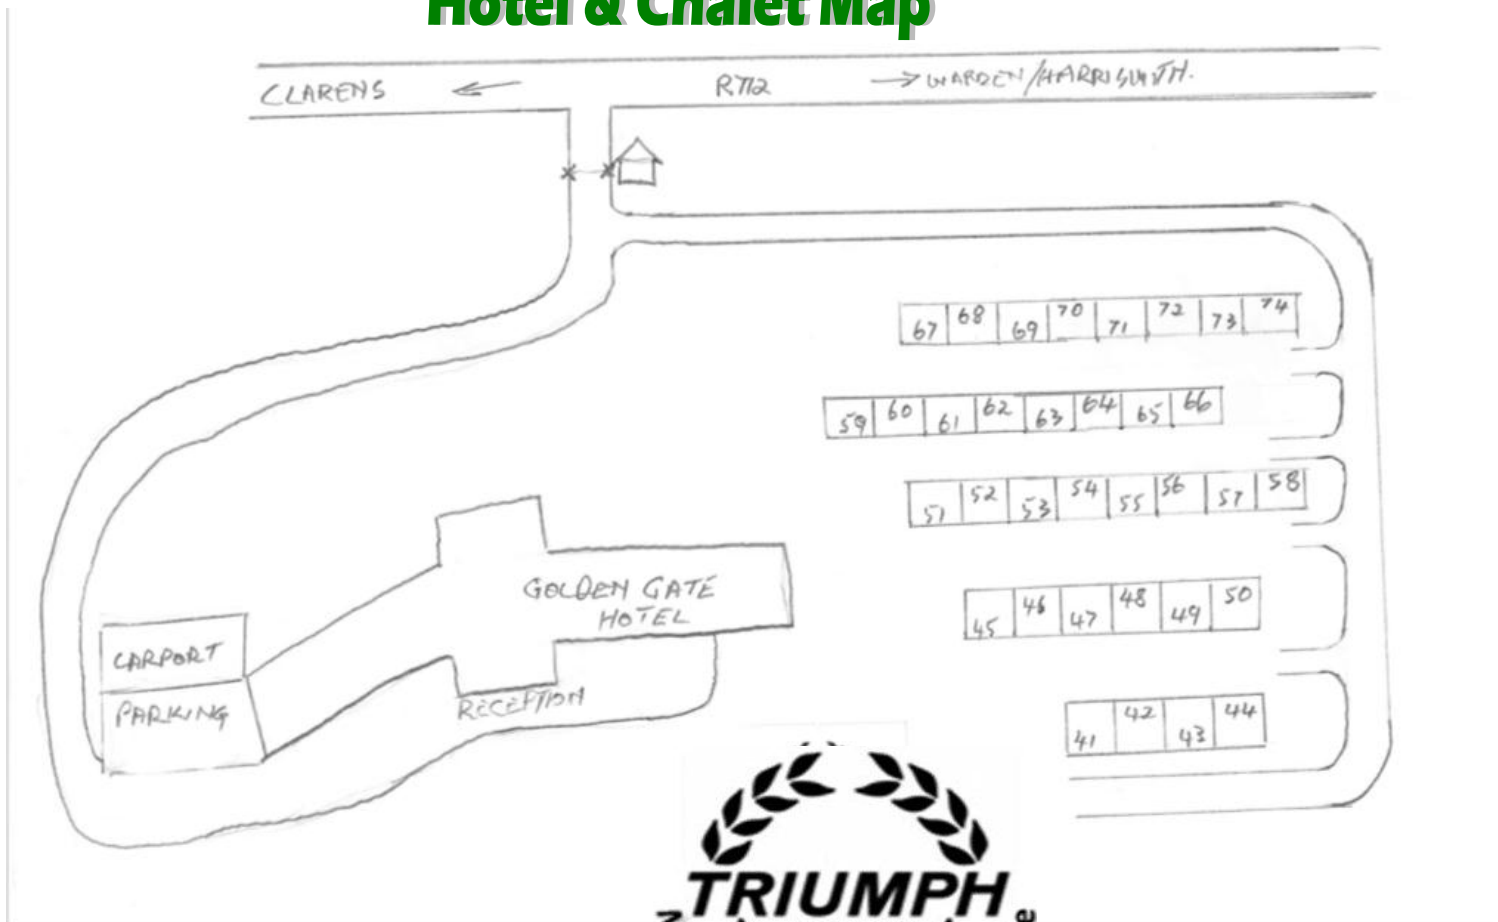 Hotel & Chalet Map
CLARENS ← R712 → WARDEN/HARRISMITH.
67 68 69 70 71 72 73 74
59 60 61 62 63 64 65 66
51 52 53 54 55 56 57 58
GOLDEN GATE
HOTEL
45 46 47 48 49 50
CARPORT
PARKING
RECEPTION
41 42 43 44
TRIUMPH